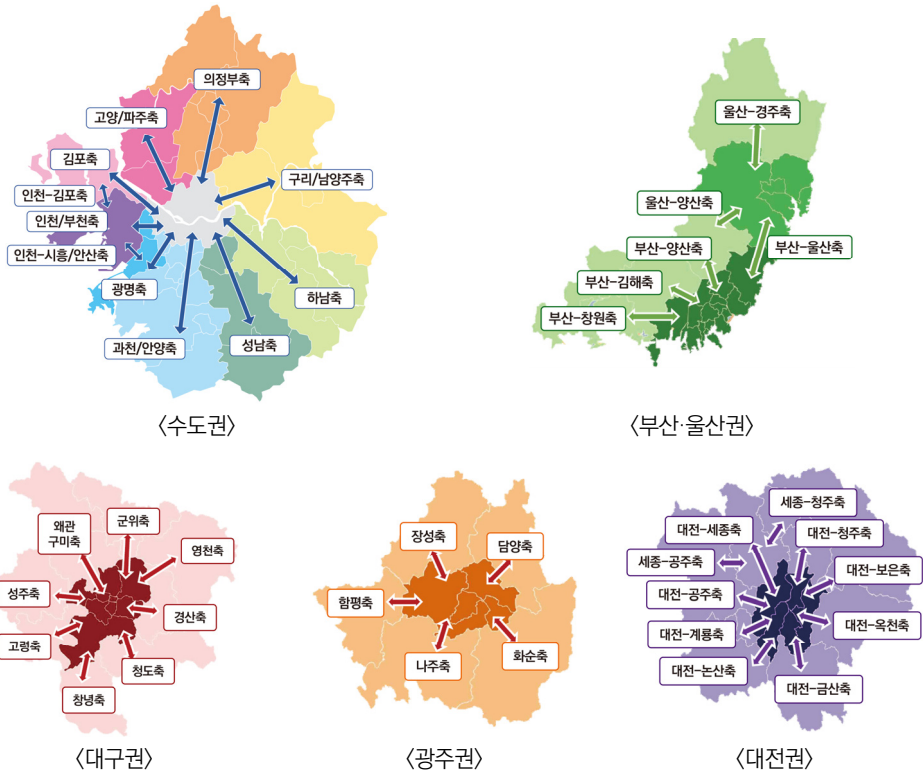 의정부축
고양/파주축
김포축
구리/남양주축
인천-김포축
인천/부천축
인천-시흥/안산축
광명축
하남축
과천/안양축
성남축
〈수도권〉
울산-경주축
울산-양산축
부산-양산축
부산-울산축
부산-김해축
부산-창원축
〈부산·울산권〉
왜관
구미축
군위축
영천축
성주축
경산축
고령축
청도축
창녕축
〈대구권〉
장성축
담양축
함평축
나주축
화순축
〈광주권〉
세종-청주축
대전-세종축
대전-청주축
세종-공주축
대전-보은축
대전-공주축
대전-옥천축
대전-계룡축
대전-논산축
대전-금산축
〈대전권〉